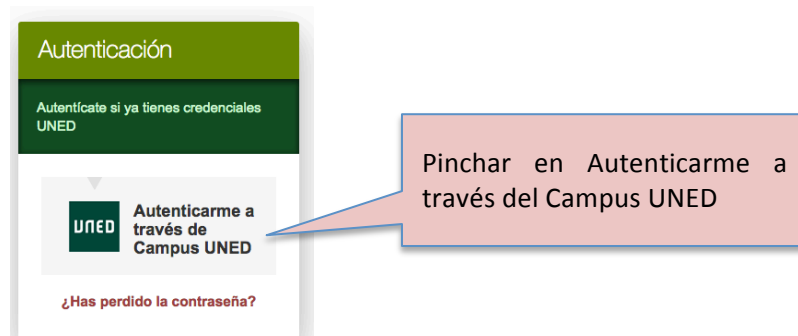 Autenticación
Autentícate si ya tienes credenciales
UNED
UNED
Autenticarme a
través de
Campus UNED
¿Has perdido la contraseña?
Pinchar en Autenticarme a
través del Campus UNED